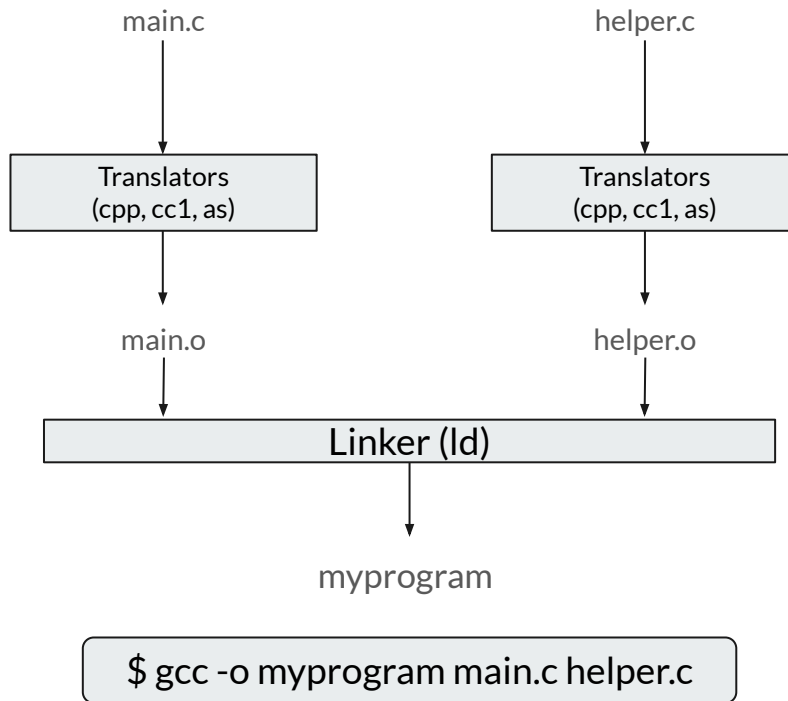 main.c
helper.c
Translators
(cpp, cc1, as)
Translators
(cpp, cc1, as)
main.o
helper.o
Linker (ld)
myprogram
$ gcc -o myprogram main.c helper.c